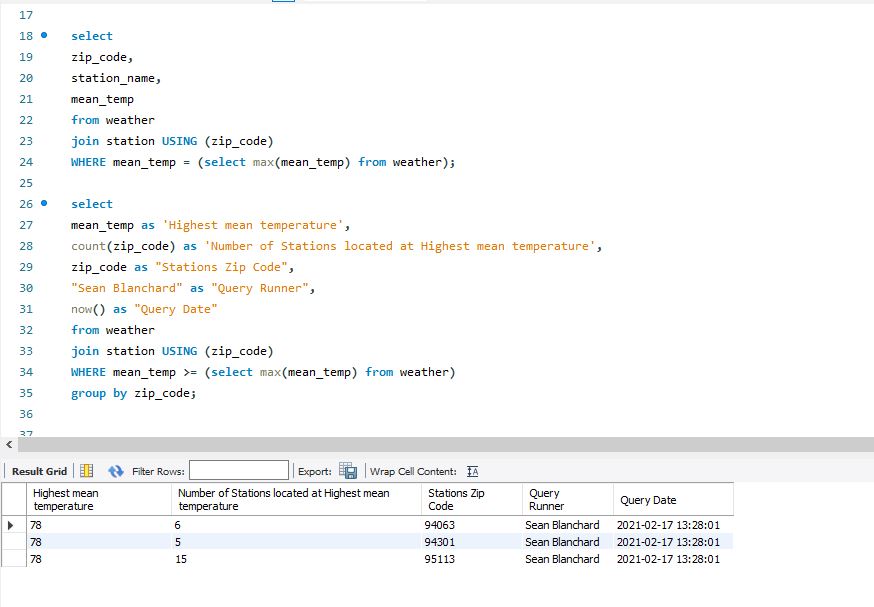 17
18 select
19 zip_code,
20 station_name,
21 mean_temp
22 from weather
23 join station USING (zip_code)
24 WHERE mean_temp = (select max(mean_temp) from weather);
25
26 select
27 mean_temp as 'Highest mean temperature',
28 count(zip_code) as 'Number of Stations located at Highest mean temperature',
29 zip_code as "Stations Zip Code",
30 "Sean Blanchard" as "Query Runner",
31 now() as "Query Date"
32 from weather
33 join station USING (zip_code)
34 WHERE mean_temp >= (select max(mean_temp) from weather)
35 group by zip_code;
36
37
Result Grid Filter Rows: Export: Wrap Cell Content: IA
Highest mean Number of Stations located at Highest mean Stations Zip Query Query Date
temperature temperature Code Runner
78 6 94063 Sean Blanchard 2021-02-17 13:28:01
78 5 94301 Sean Blanchard 2021-02-17 13:28:01
78 15 95113 Sean Blanchard 2021-02-17 13:28:01